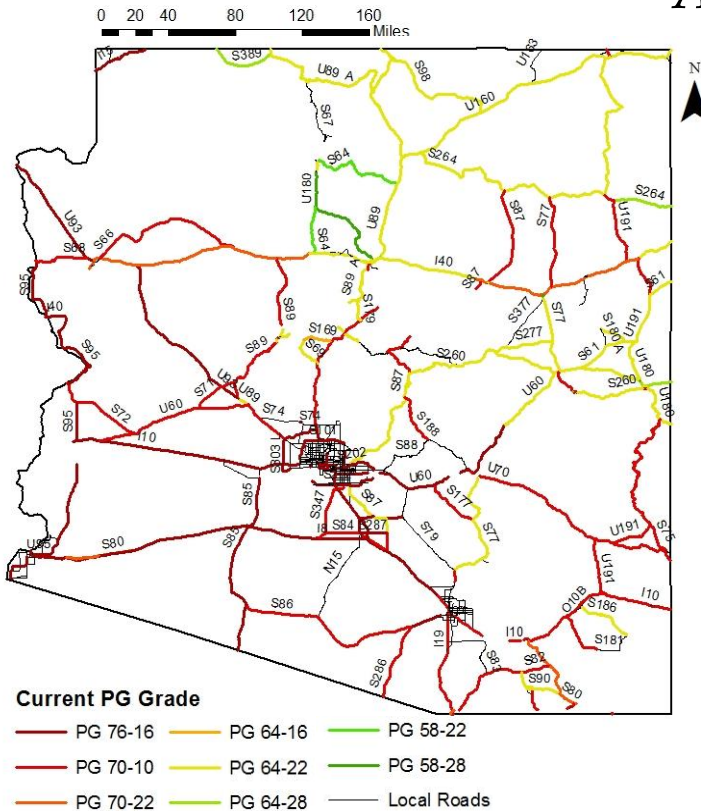 0 20 40 80 120 160
Miles
I15
S389
U89 A
S98
U163
N
U160
S67
S64
S264
U180
S264
U93
U89
S87
S77
U191
S66
S68
S64
I40
S95
S89 A
S87
S61
I40
S89
S377
S77
S180 A
U191
S169
S277
S95
S89
S260
S61
U180
S87
S260
U60
U180
S71
U89
U60
S72
S95
S74
S74
S188
I10
S101
S303
S202
S88
U60
U70
S85
S87
S177
S347
S84
S287
S79
S77
U191
S75
U95
S80
S85
I8
N15
U191
I10
O10B
S186
S86
I19
I10
S181
S83
S82
S286
S90
S80
Current PG Grade
PG 76-16
PG 64-16
PG 58-22
PG 70-10
PG 64-22
PG 58-28
PG 70-22
PG 64-28
Local Roads